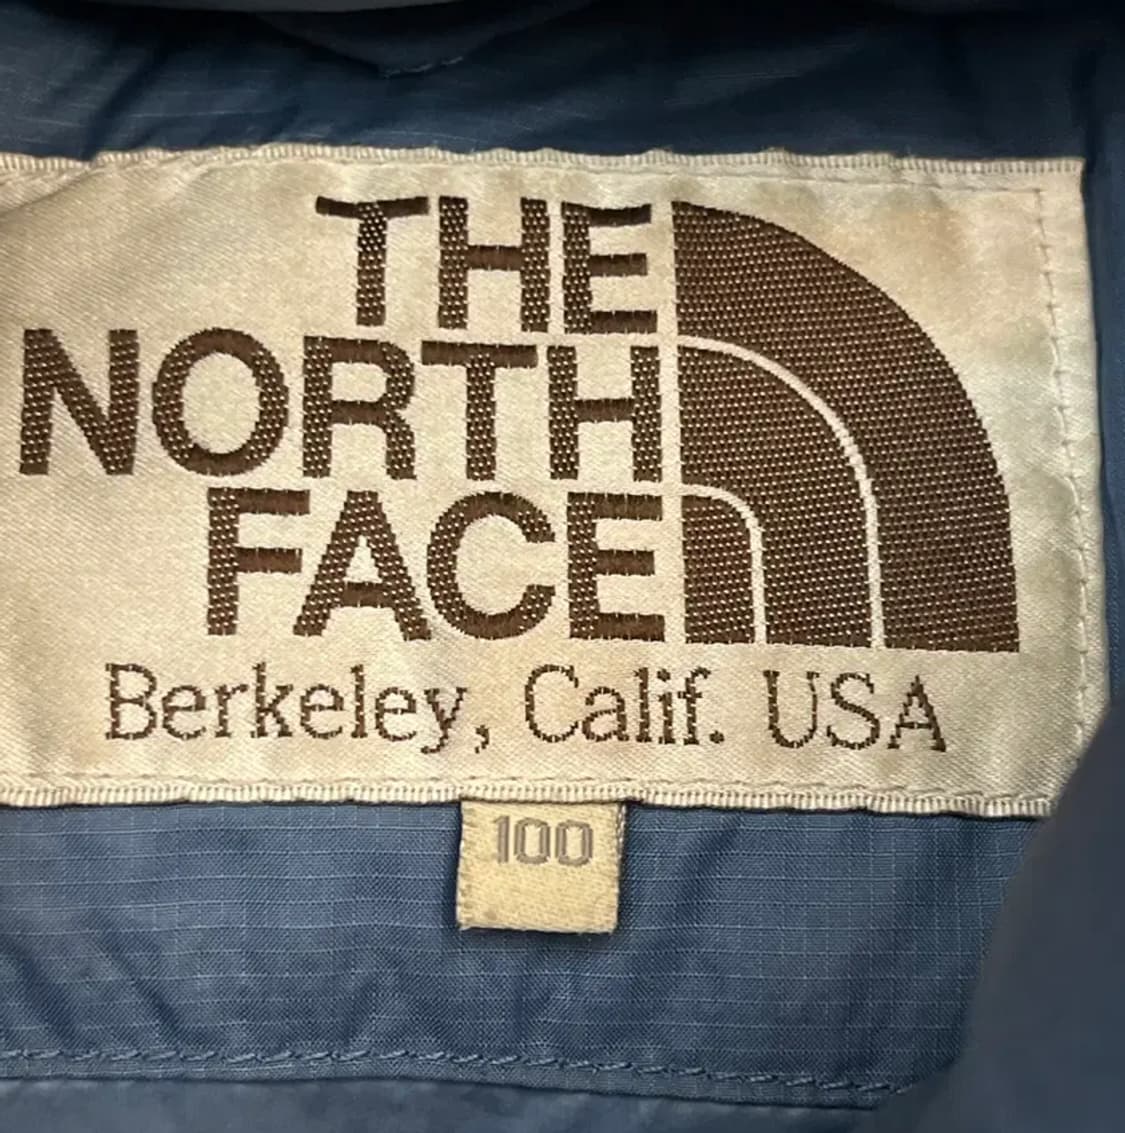 THE
NORTH
FACE
Berkeley, Calif. USA
100